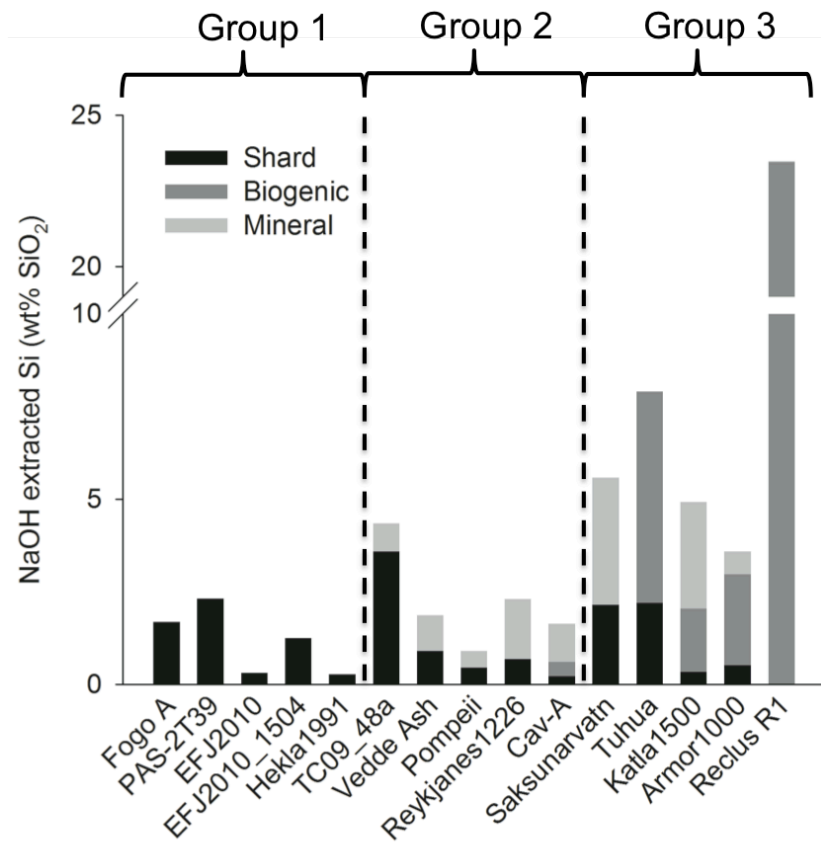 Group 1
Group 2
Group 3
25
Shard
Biogenic
Mineral
20
10
5
0
NaOH extracted Si (wt% SiO₂)
Fogo A
PAS-2T39
EFJ2010
EFJ2010_1504
Hekla1991
TC09_48a
Vedde Ash
Pompeii
Reykjanes1226
Cav-A
Saksunarvatn
Tuhua
Katla1500
Armor1000
Reclus R1